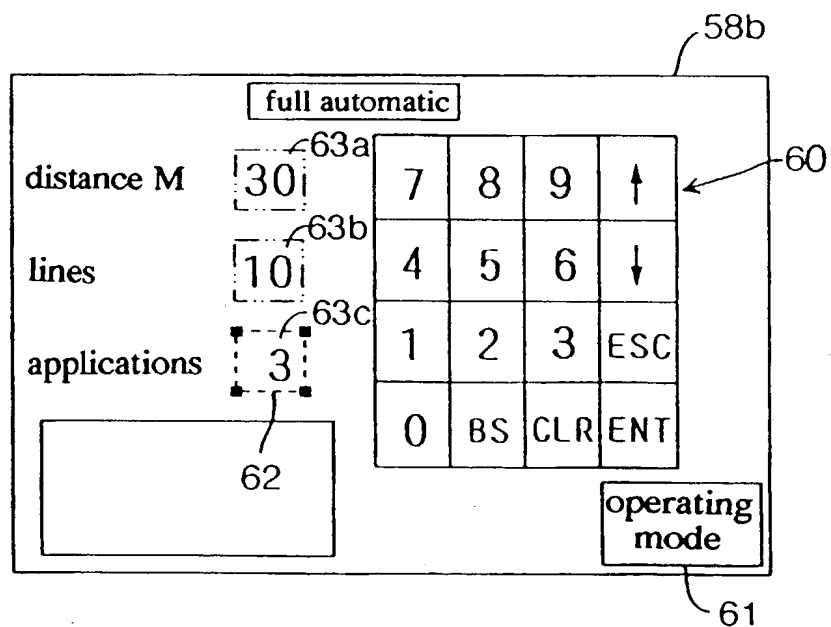 58b
full automatic
63a
distance M 30
7 8 9 ↑
60
63b
lines 10
4 5 6 ↓
63c
applications 3
1 2 3 ESC
0 BS CLR ENT
62
operating
mode
61